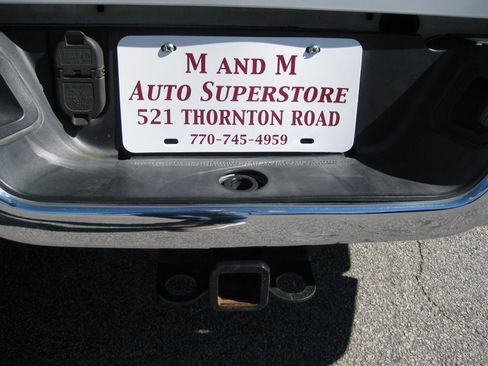 M AND M
AUTO SUPERSTORE
521 THORNTON ROAD
770-745-4959